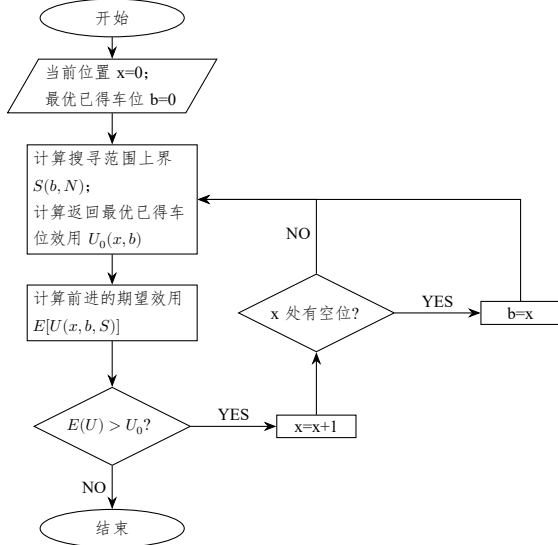 开始
当前位置 x=0；
最优已得车位 b=0
计算搜寻范围上界
S(b, N)；
计算返回最优已得车
位效用 U₀(x, b)
计算前进的期望效用
E[U(x, b, S)]
E(U) > U₀?
YES
x=x+1
x 处有空位?
NO
YES
b=x
NO
结束